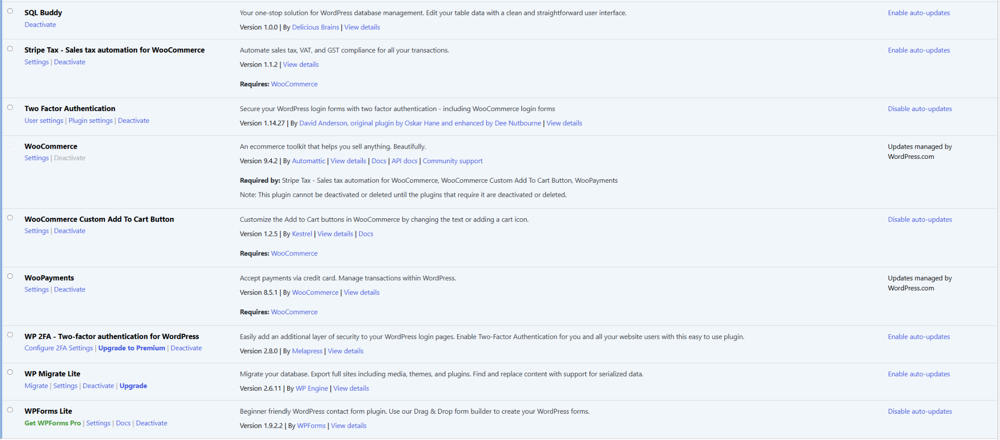 SQL Buddy
Deactivate
Your one-stop solution for WordPress database management. Edit your table data with a clean and straightforward user interface.
Version 1.0.0 | By Delicious Brains | View details
Enable auto-updates
Stripe Tax - Sales tax automation for WooCommerce
Settings | Deactivate
Automate sales tax, VAT, and GST compliance for all your transactions.
Version 1.1.2 | View details
Requires: WooCommerce
Enable auto-updates
Two Factor Authentication
User settings | Plugin settings | Deactivate
Secure your WordPress login forms with two factor authentication - including WooCommerce login forms
Version 1.14.27 | By David Anderson, original plugin by Oskar Hane and enhanced by Dee Nutbourne | View details
Disable auto-updates
WooCommerce
Settings | Deactivate
An ecommerce toolkit that helps you sell anything. Beautifully.
Version 9.4.2 | By Automattic | View details | Docs | API docs | Community support
Required by: Stripe Tax - Sales tax automation for WooCommerce, WooCommerce Custom Add To Cart Button, WooPayments
Note: This plugin cannot be deactivated or deleted until the plugins that require it are deactivated or deleted.
Updates managed by
WordPress.com
WooCommerce Custom Add To Cart Button
Settings | Deactivate
Customize the Add to Cart buttons in WooCommerce by changing the text or adding a cart icon.
Version 1.2.5 | By Kestrel | View details | Docs
Requires: WooCommerce
Disable auto-updates
WooPayments
Settings | Deactivate
Accept payments via credit card. Manage transactions within WordPress.
Version 8.5.1 | By WooCommerce | View details
Requires: WooCommerce
Updates managed by
WordPress.com
WP 2FA - Two-factor authentication for WordPress
Configure 2FA Settings | Upgrade to Premium | Deactivate
Easily add an additional layer of security to your WordPress login pages. Enable Two-Factor Authentication for you and all your website users with this easy to use plugin.
Version 2.8.0 | By Melapress | View details
Enable auto-updates
WP Migrate Lite
Migrate | Settings | Deactivate | Upgrade
Migrate your database. Export full sites including media, themes, and plugins. Find and replace content with support for serialized data.
Version 2.6.11 | By WP Engine | View details
Enable auto-updates
WPForms Lite
Get WPForms Pro | Settings | Docs | Deactivate
Beginner friendly WordPress contact form plugin. Use our Drag & Drop form builder to create your WordPress forms.
Version 1.9.2.2 | By WPForms | View details
Disable auto-updates